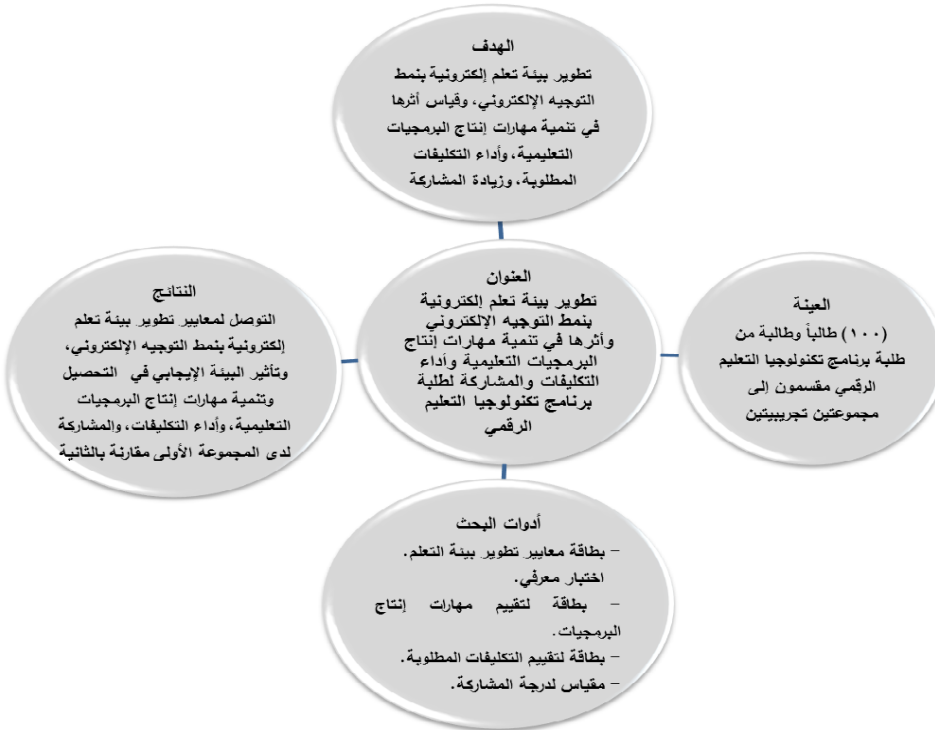 الهدف
تطوير بيئة تعلم إلكترونية بنمط
التوجيه الإلكتروني، وقياس أثرها
في تنمية مهارات إنتاج البرمجيات
التعليمية، وأداء التكليفات
المطلوبة، وزيادة المشاركة
العنوان
تطوير بيئة تعلم إلكترونية
بنمط التوجيه الإلكتروني
وأثرها في تنمية مهارات إنتاج
البرمجيات التعليمية وأداء
التكليفات والمشاركة لطلبة
برنامج تكنولوجيا التعليم
الرقمي
العينة
(١٠٠) طالباً وطالبة من
طلبة برنامج تكنولوجيا التعليم
الرقمي مقسمون إلى
مجموعتين تجريبيتين
النتائج
التوصل لمعايير تطوير بيئة تعلم
إلكترونية بنمط التوجيه الإلكتروني،
وتأثير البيئة الإيجابي في التحصيل
وتنمية مهارات إنتاج البرمجيات
التعليمية، وأداء التكليفات، والمشاركة
لدى المجموعة الأولى مقارنة بالثانية
أدوات البحث
– بطاقة معايير تطوير بيئة التعلم.
اختبار معرفي.
– بطاقة لتقييم مهارات إنتاج
البرمجيات.
– بطاقة لتقييم التكليفات المطلوبة.
– مقياس لدرجة المشاركة.